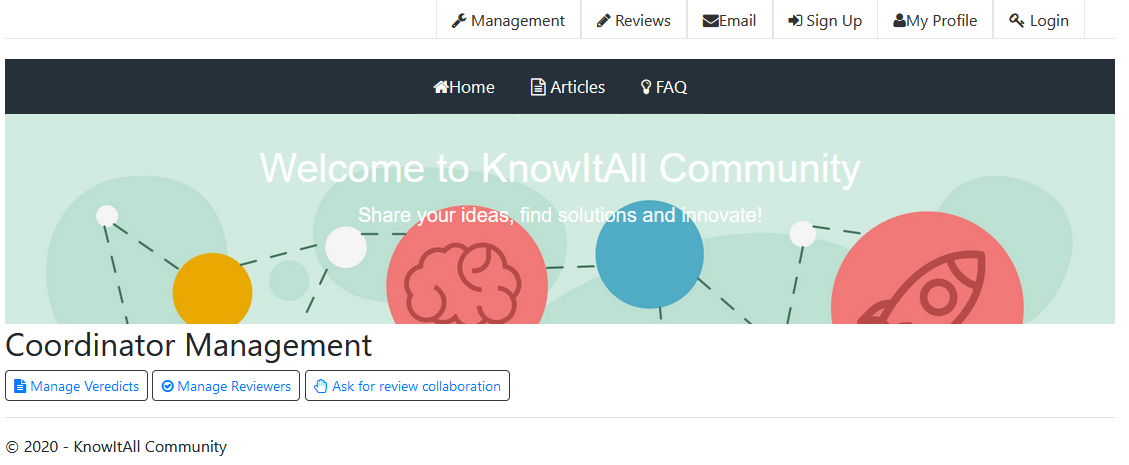 Management Reviews Email Sign Up My Profile Login
Home Articles FAQ
Welcome to KnowItAll Community
Share your ideas, find solutions and innovate!
Coordinator Management
Manage Veredicts Manage Reviewers Ask for review collaboration
© 2020 - KnowItAll Community